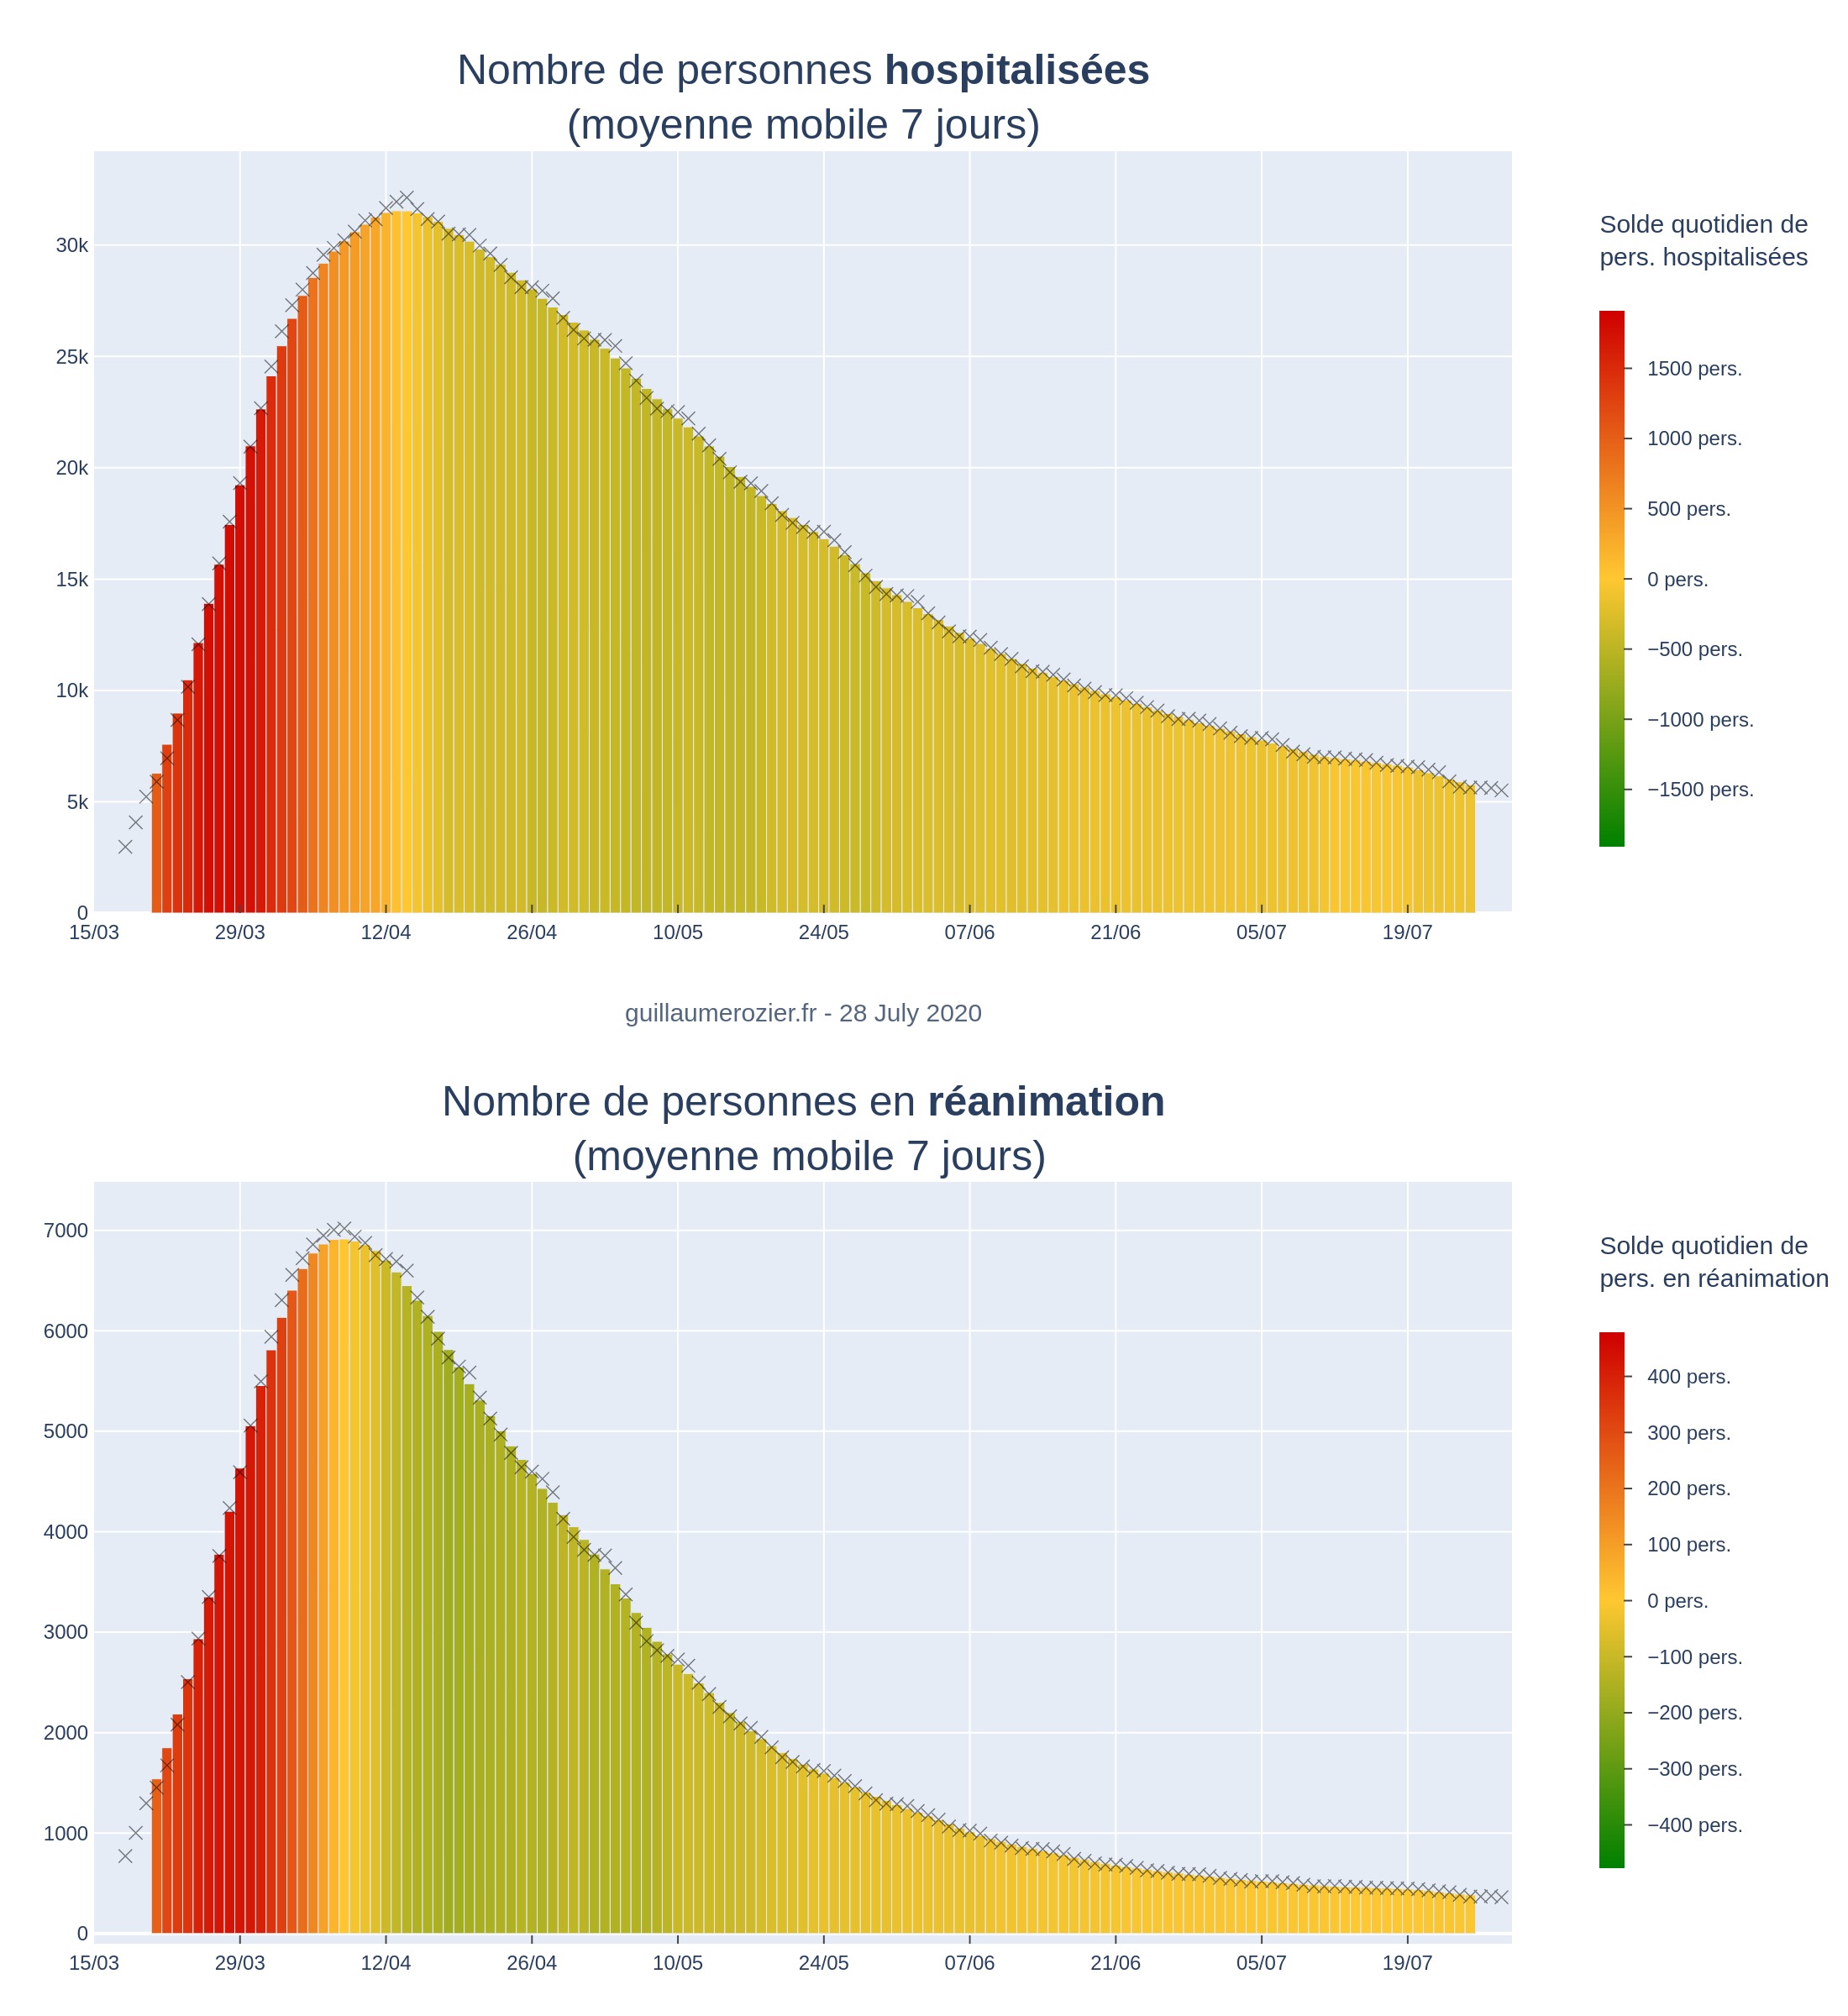 Nombre de personnes hospitalisées
(moyenne mobile 7 jours)
Solde quotidien de
pers. hospitalisées
30k
25k
20k
15k
10k
5k
0
1500 pers.
1000 pers.
500 pers.
0 pers.
−500 pers.
−1000 pers.
−1500 pers.
15/03 29/03 12/04 26/04 10/05 24/05 07/06 21/06 05/07 19/07
guillaumerozier.fr - 28 July 2020
Nombre de personnes en réanimation
(moyenne mobile 7 jours)
Solde quotidien de
pers. en réanimation
7000
6000
5000
4000
3000
2000
1000
0
400 pers.
300 pers.
200 pers.
100 pers.
0 pers.
−100 pers.
−200 pers.
−300 pers.
−400 pers.
15/03 29/03 12/04 26/04 10/05 24/05 07/06 21/06 05/07 19/07